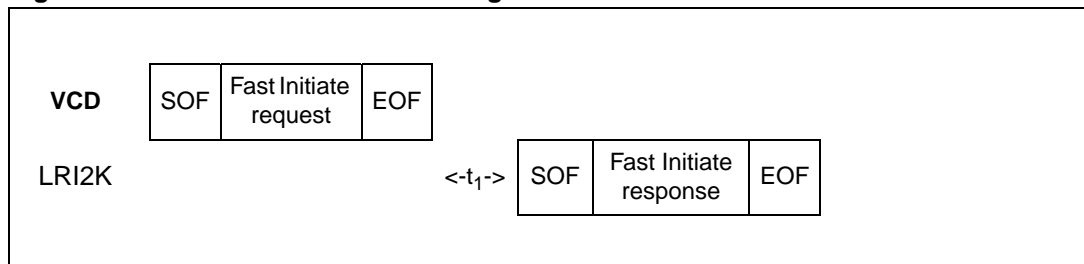 VCD SOF Fast Initiate request EOF
LRI2K <-t1-> SOF Fast Initiate response EOF